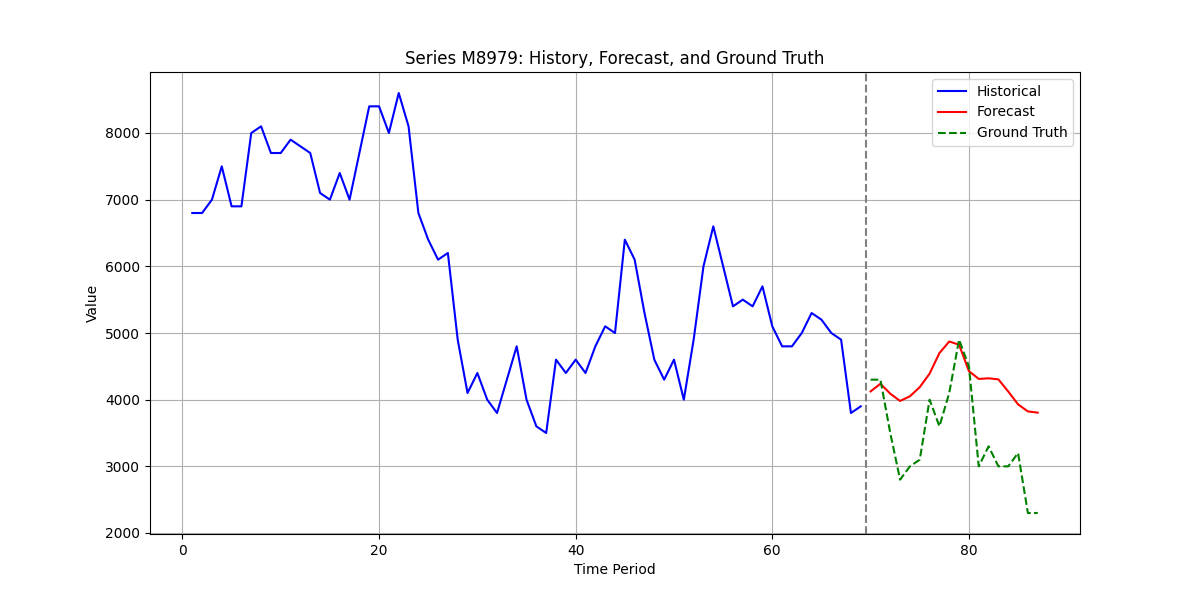 Series M8979: History, Forecast, and Ground Truth
Historical
Forecast
Ground Truth
Value
8000
7000
6000
5000
4000
3000
2000
0
20
40
60
80
Time Period